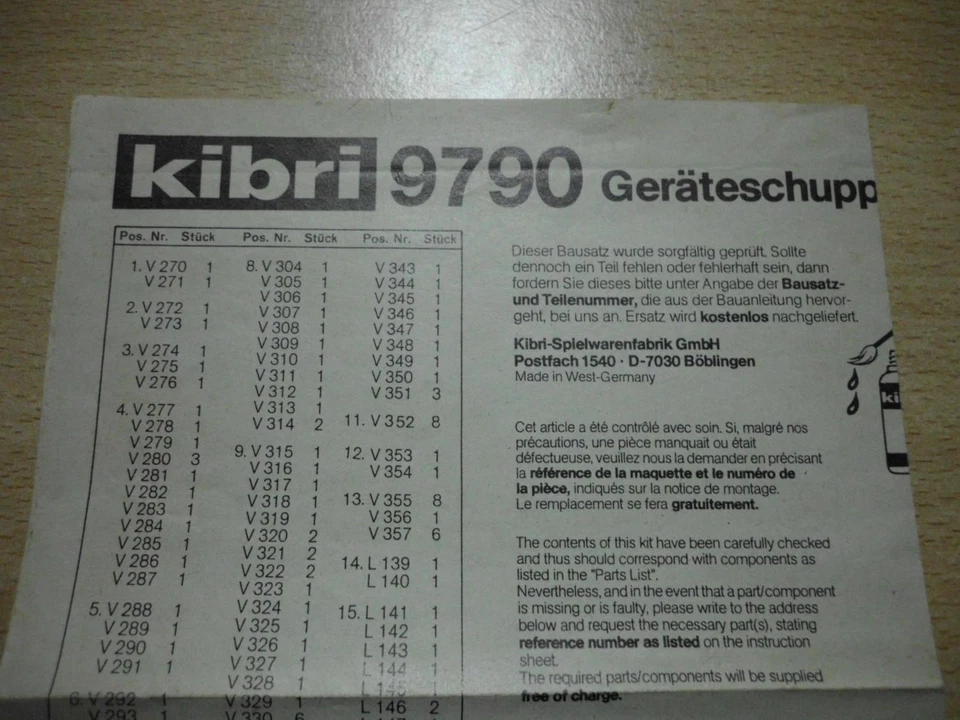 kibri 9790 Geräteschupp
Pos. Nr. Stück Pos. Nr. Stück Pos. Nr. Stück
1. V 270 1
V 271 1
2. V 272 1
V 273 1
3. V 274 1
V 275 1
V 276 1
4. V 277 1
V 278 1
V 279 1
V 280 3
V 281 1
V 282 1
V 283 1
V 284 1
V 285 1
V 286 1
V 287 1
5. V 288 1
V 289 1
V 290 1
V 291 1
6. V 292 1
V 293 1
8. V 304 1
V 305 1
V 306 1
V 307 1
V 308 1
V 309 1
V 310 1
V 311 1
V 312 1
V 313 1
V 314 2
9. V 315 1
V 316 1
V 317 1
V 318 1
V 319 1
V 320 2
V 321 2
V 322 2
V 323 1
V 324 1
V 325 1
V 326 1
V 327 1
V 328 1
V 329 1
V 330 6
V 343 1
V 344 1
V 345 1
V 346 1
V 347 1
V 348 1
V 349 1
V 350 1
V 351 3
11. V 352 8
12. V 353 1
V 354 1
13. V 355 8
V 356 1
V 357 6
14. L 139 1
L 140 1
15. L 141 1
L 142 1
L 143 1
L 144 1
L 146 2
Dieser Bausatz wurde sorgfältig geprüft. Sollte
dennoch ein Teil fehlen oder fehlerhaft sein, dann
fordern Sie dieses bitte unter Angabe der Bausatz-
und Teilenummer, die aus der Bauanleitung hervor-
geht, bei uns an. Ersatz wird kostenlos nachgeliefert.
Kibri-Spielwarenfabrik GmbH
Postfach 1540 · D-7030 Böblingen
Made in West-Germany
Cet article a été contrôlé avec soin. Si, malgré nos
précautions, une pièce manquait ou était
défectueuse, veuillez nous la demander en précisant
la référence de la maquette et le numéro de
la pièce, indiqués sur la notice de montage.
Le remplacement se fera gratuitement.
The contents of this kit have been carefully checked
and thus should correspond with components as
listed in the "Parts List".
Nevertheless, and in the event that a part/component
is missing or is faulty, please write to the address
below and request the necessary part(s), stating
reference number as listed on the instruction
sheet.
The required parts/components will be supplied
free of charge.
ki